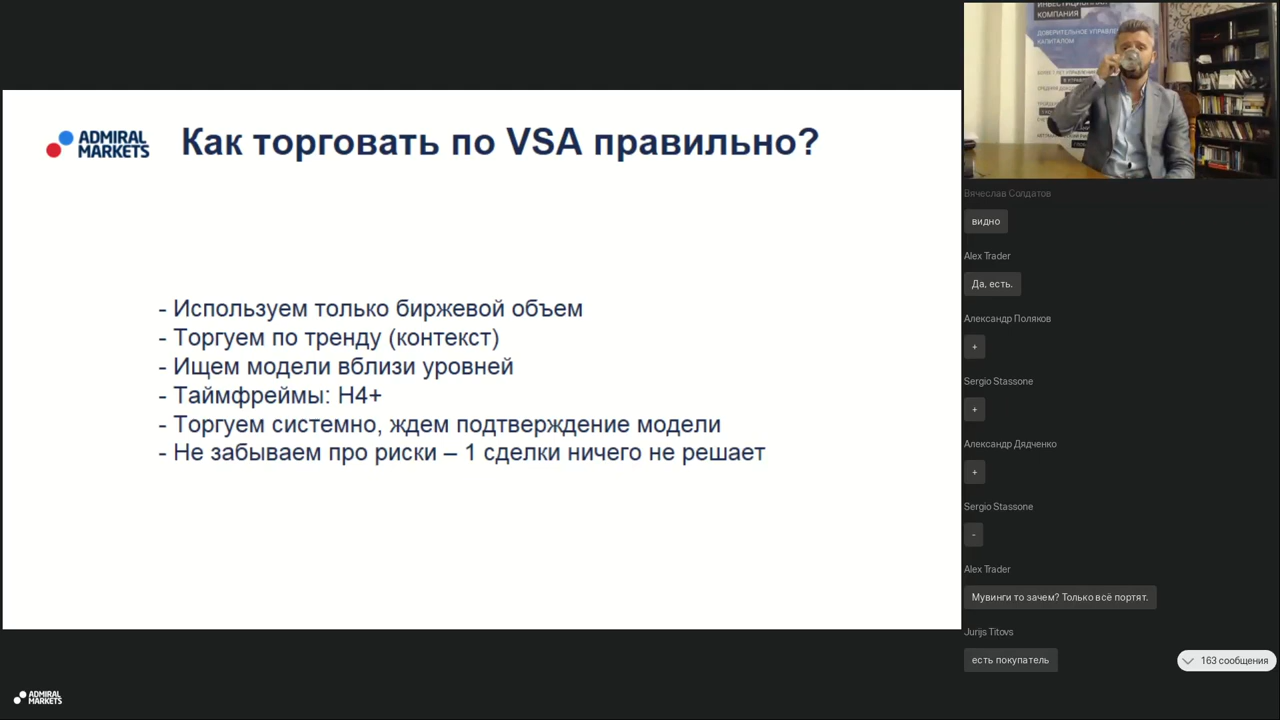 ADMIRAL
MARKETS
Как торговать по VSA правильно?
- Используем только биржевой объем
- Торгуем по тренду (контекст)
- Ищем модели вблизи уровней
- Таймфреймы: H4+
- Торгуем системно, ждем подтверждение модели
- Не забываем про риски – 1 сделки ничего не решает
ADMIRAL
MARKETS
КОМПАНИЯ
ДОВЕРИТЕЛЬНОЕ
КАПИТАЛОМ
Вячеслав Солдатов
видно
Alex Trader
Да, есть.
Александр Поляков
+
Sergio Stassone
+
Александр Дядченко
+
Sergio Stassone
-
Alex Trader
Мувинги то зачем? Только всё портят.
Jurijs Titovs
есть покупатель
163 сообщения